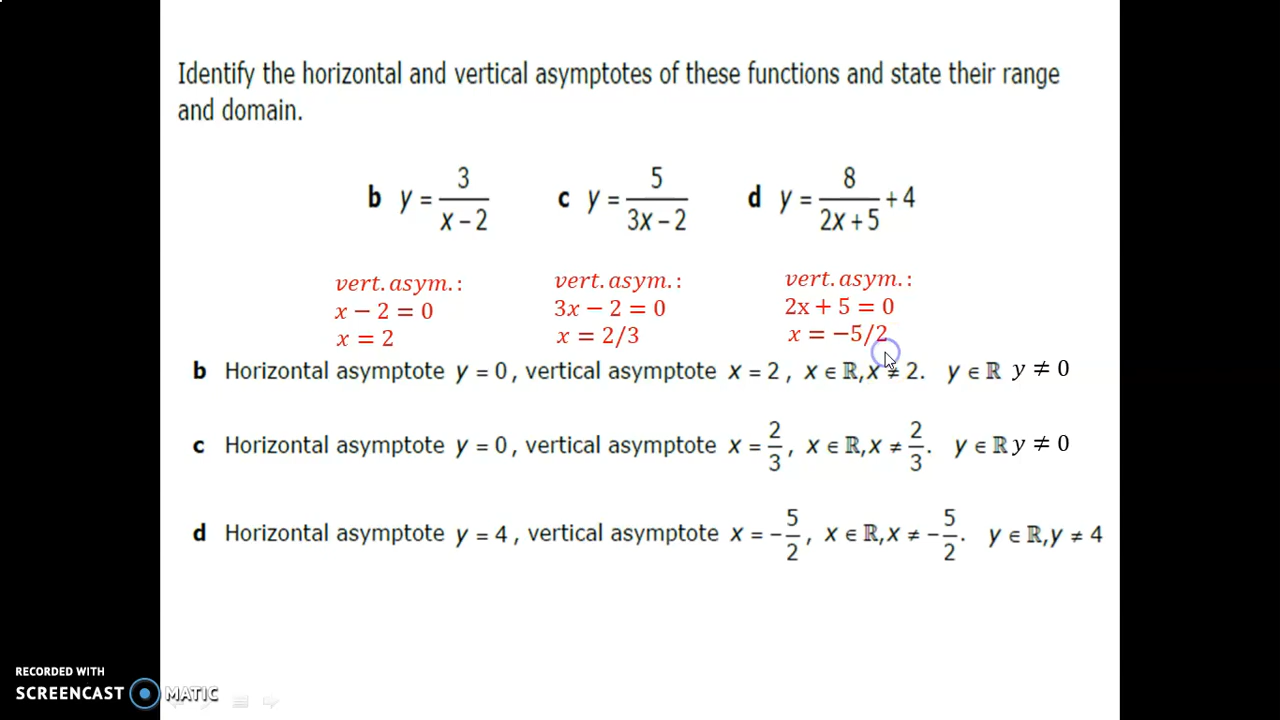 Identify the horizontal and vertical asymptotes of these functions and state their range
and domain.
b y = 3/(x – 2) c y = 5/(3x – 2) d y = 8/(2x + 5) + 4
vert. asym.: vert. asym.: vert. asym.:
x − 2 = 0 3x − 2 = 0 2x + 5 = 0
x = 2 x = 2/3 x = −5/2
b Horizontal asymptote y = 0, vertical asymptote x = 2, x ∈ ℝ, x ≠ 2. y ∈ ℝ y ≠ 0
c Horizontal asymptote y = 0, vertical asymptote x = 2/3, x ∈ ℝ, x ≠ 2/3. y ∈ ℝ y ≠ 0
d Horizontal asymptote y = 4, vertical asymptote x = –5/2, x ∈ ℝ, x ≠ –5/2. y ∈ ℝ, y ≠ 4
RECORDED WITH
SCREENCAST MATIC